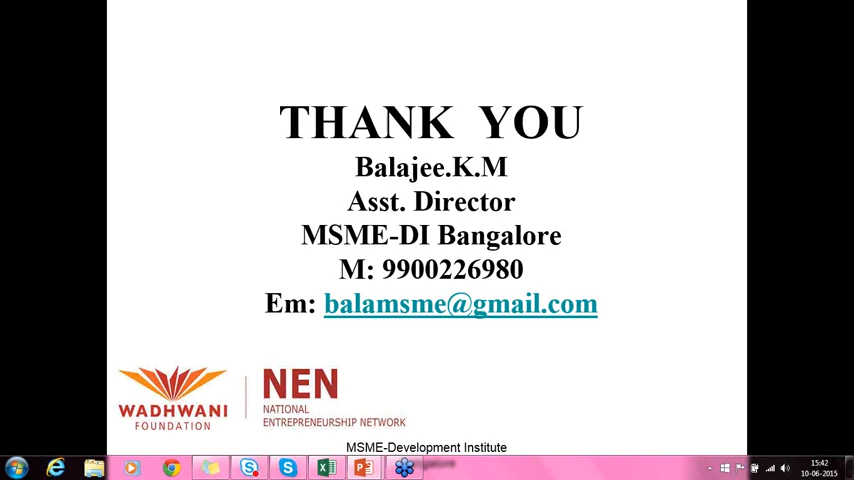 THANK YOU
Balajee.K.M
Asst. Director
MSME-DI Bangalore
M: 9900226980
Em: balamsme@gmail.com
WADHWANI
FOUNDATION
NEN
NATIONAL
ENTREPRENEURSHIP NETWORK
MSME-Development Institute
15:42
10-06-2015